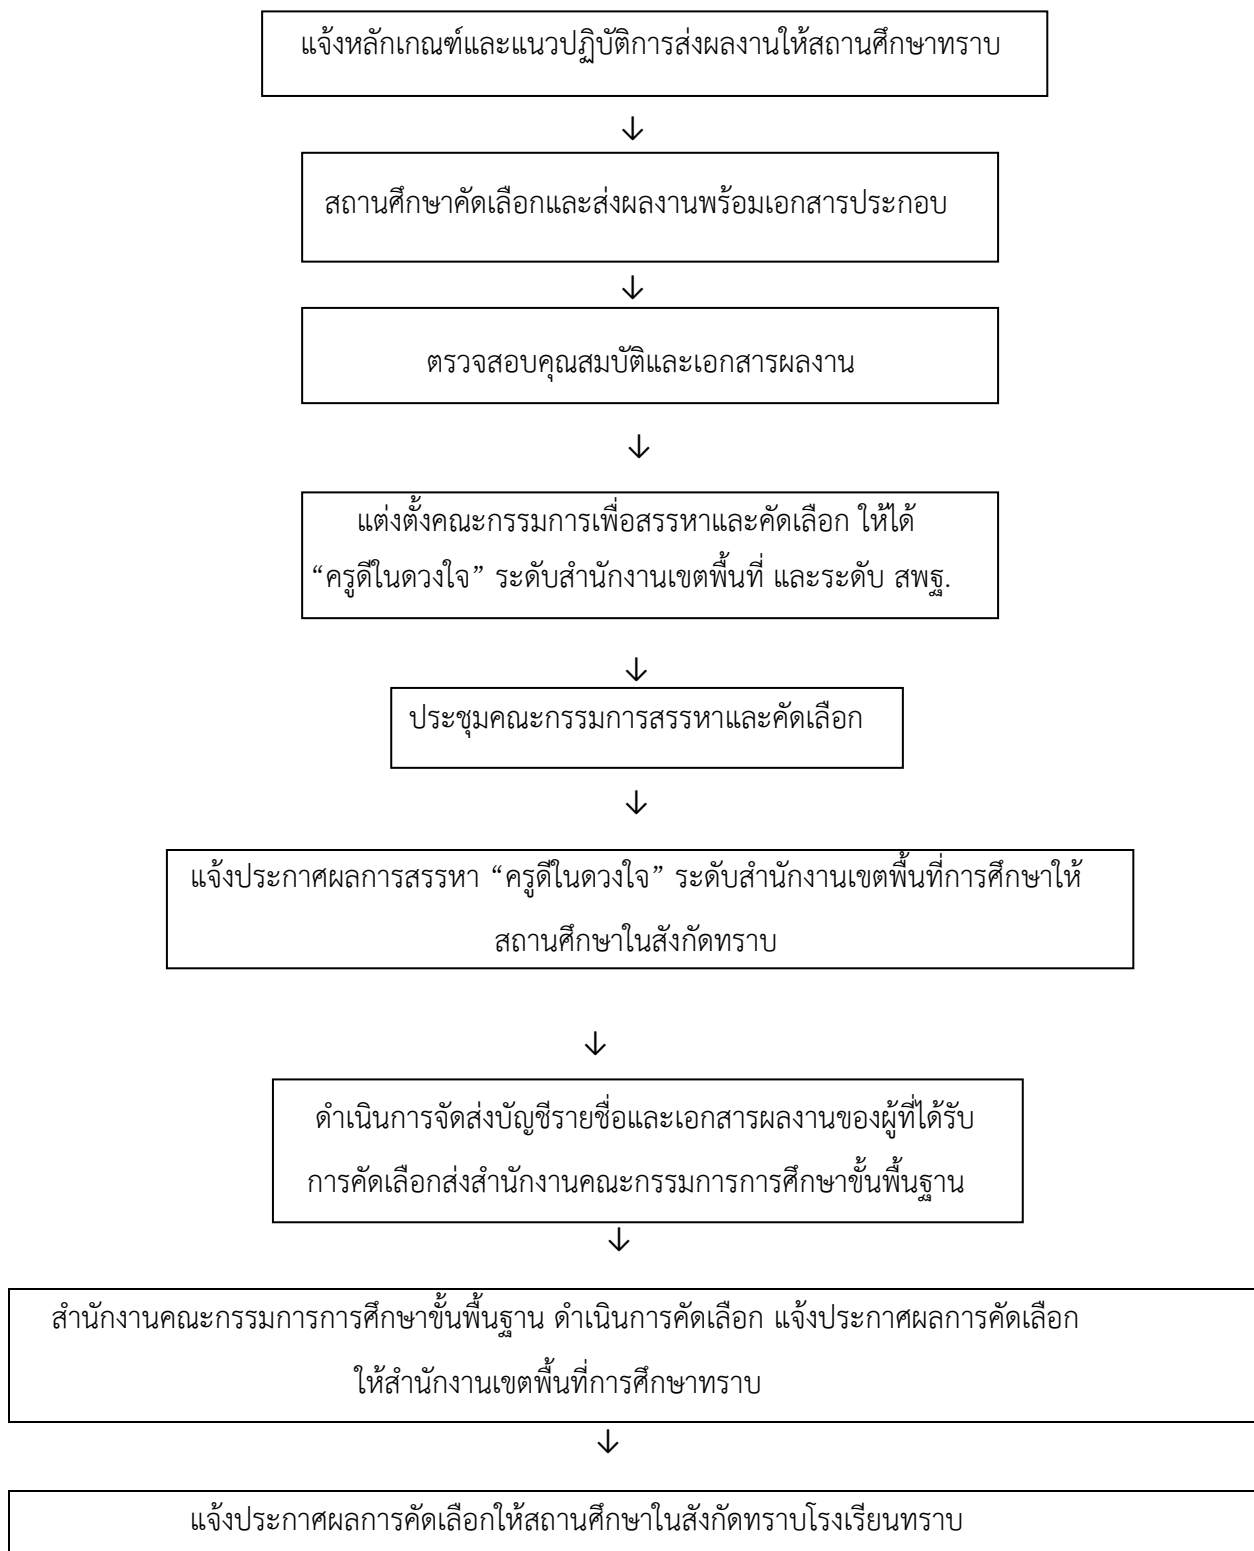 แจ้งหลักเกณฑ์และแนวปฏิบัติการส่งผลงานให้สถานศึกษาทราบ
↓
สถานศึกษาคัดเลือกและส่งผลงานพร้อมเอกสารประกอบ
↓
ตรวจสอบคุณสมบัติและเอกสารผลงาน
↓
แต่งตั้งคณะกรรมการเพื่อสรรหาและคัดเลือก ให้ได้
“ครูดีในดวงใจ” ระดับสำนักงานเขตพื้นที่ และระดับ สพฐ.
↓
ประชุมคณะกรรมการสรรหาและคัดเลือก
↓
แจ้งประกาศผลการสรรหา “ครูดีในดวงใจ” ระดับสำนักงานเขตพื้นที่การศึกษาให้
สถานศึกษาในสังกัดทราบ
↓
ดำเนินการจัดส่งบัญชีรายชื่อและเอกสารผลงานของผู้ที่ได้รับ
การคัดเลือกส่งสำนักงานคณะกรรมการการศึกษาขั้นพื้นฐาน
↓
สำนักงานคณะกรรมการการศึกษาขั้นพื้นฐาน ดำเนินการคัดเลือก แจ้งประกาศผลการคัดเลือก
ให้สำนักงานเขตพื้นที่การศึกษาทราบ
↓
แจ้งประกาศผลการคัดเลือกให้สถานศึกษาในสังกัดทราบโรงเรียนทราบ